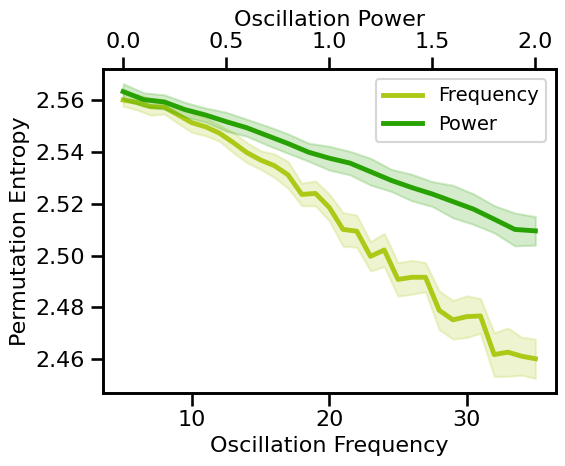 Oscillation Power
0.0 0.5 1.0 1.5 2.0
Frequency
Power
Permutation Entropy
2.56
2.54
2.52
2.50
2.48
2.46
10 20 30
Oscillation Frequency